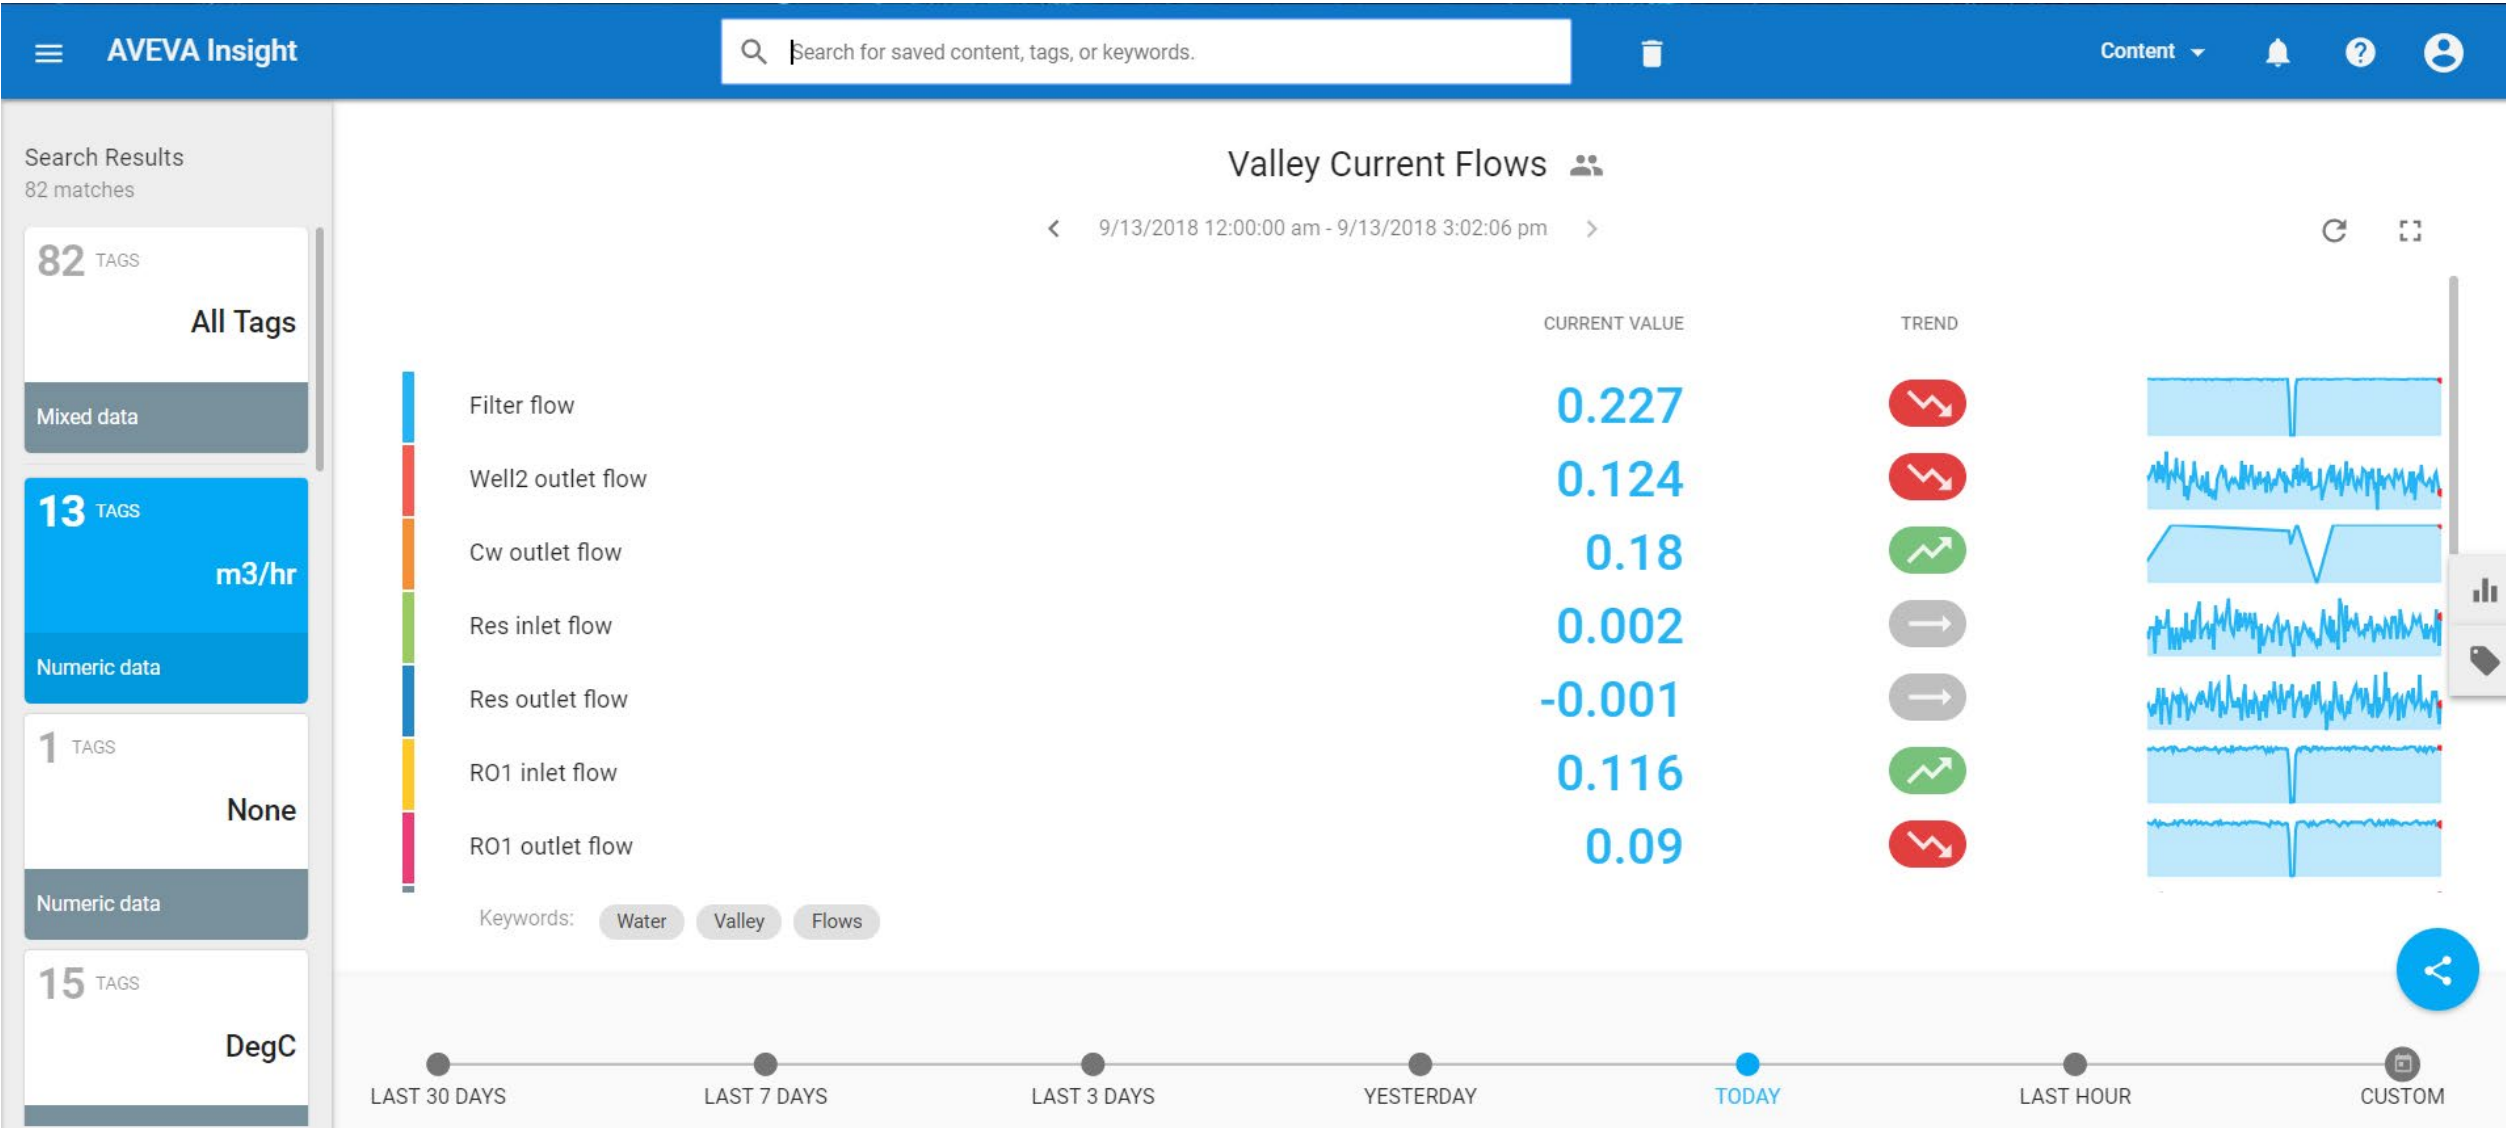 AVEVA Insight
Search for saved content, tags, or keywords.
Content
Search Results
82 matches
82 TAGS
All Tags
Mixed data
13 TAGS
m3/hr
Numeric data
1 TAGS
None
Numeric data
15 TAGS
DegC
Valley Current Flows
9/13/2018 12:00:00 am - 9/13/2018 3:02:06 pm
CURRENT VALUE TREND
Filter flow 0.227
Well2 outlet flow 0.124
Cw outlet flow 0.18
Res inlet flow 0.002
Res outlet flow -0.001
RO1 inlet flow 0.116
RO1 outlet flow 0.09
Keywords: Water Valley Flows
LAST 30 DAYS LAST 7 DAYS LAST 3 DAYS YESTERDAY TODAY LAST HOUR CUSTOM